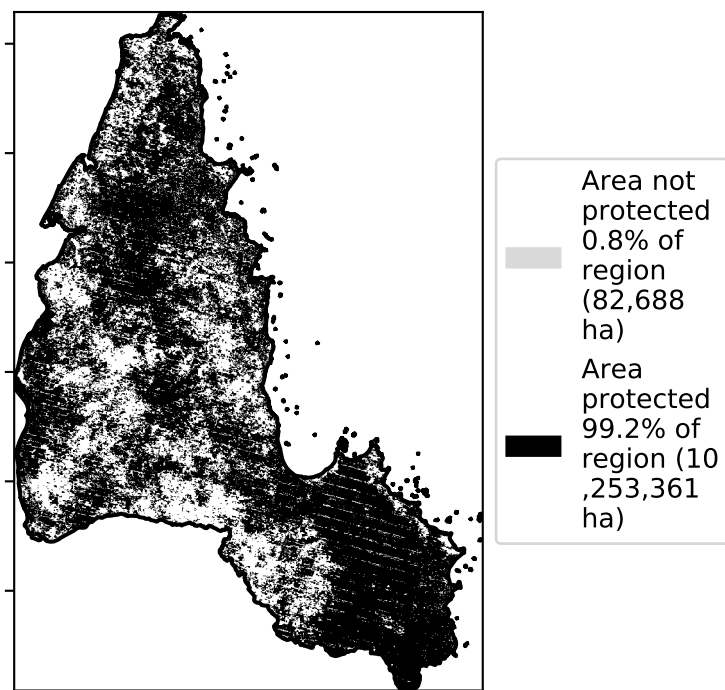 Area not
protected
0.8% of
region
(82,688
ha)
Area
protected
99.2% of
region (10
,253,361
ha)